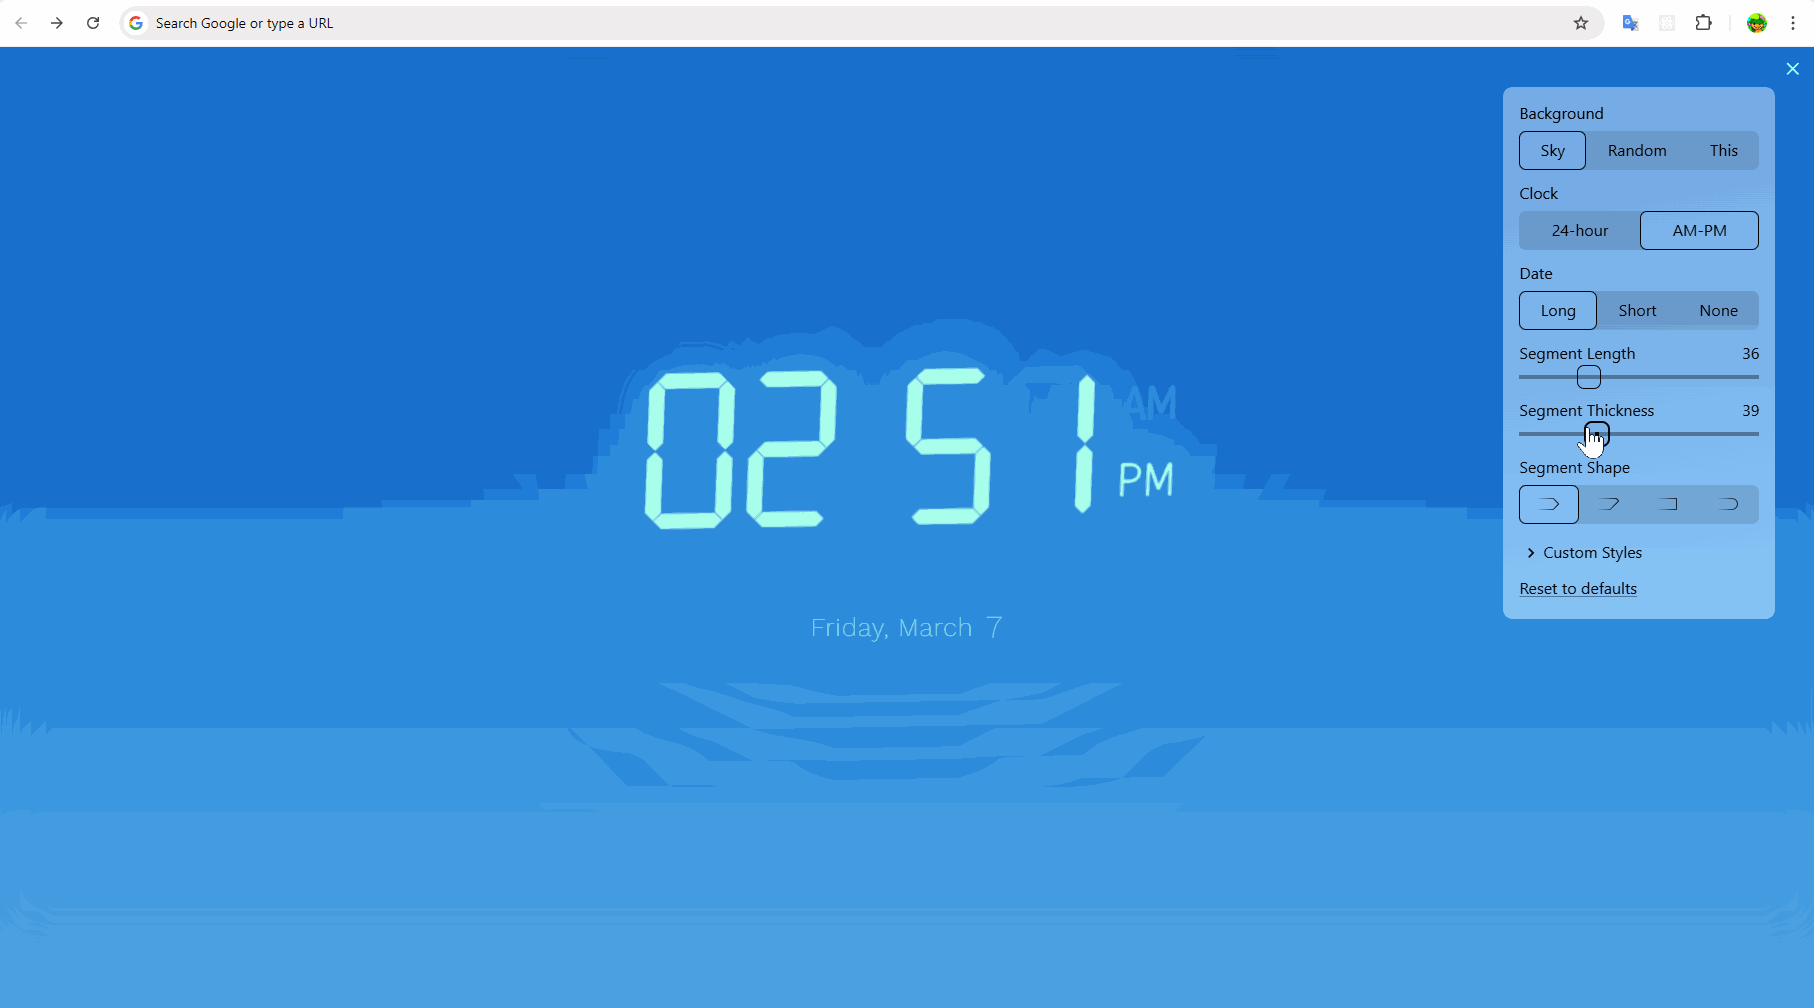 Search Google or type a URL
Background
Sky Random This
Clock
24-hour AM-PM
Date
Long Short None
Segment Length 36
Segment Thickness 39
Segment Shape
Custom Styles
Reset to defaults
02 51 AM
PM
Friday, March 7